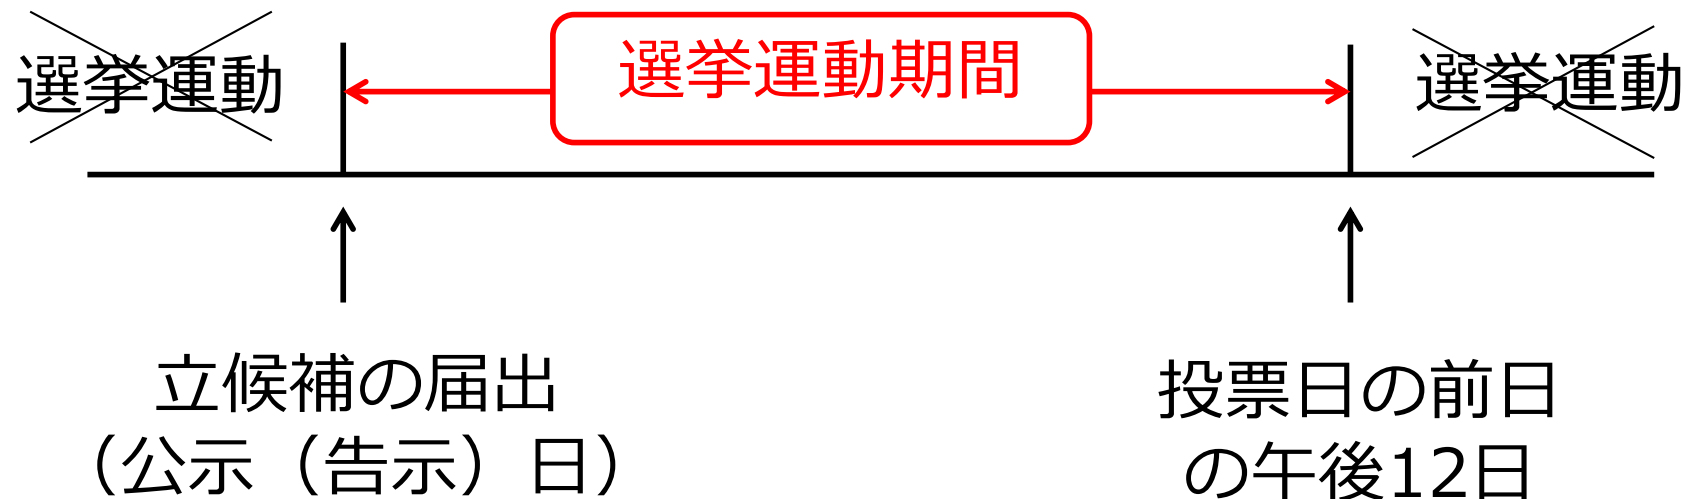 選挙運動
選挙運動期間
選挙運動
立候補の届出
（公示（告示）日）
投票日の前日
の午後12日